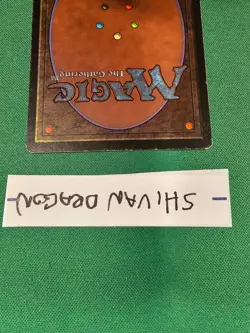 MAGIC
The Gathering
SHIVAN DRAGON